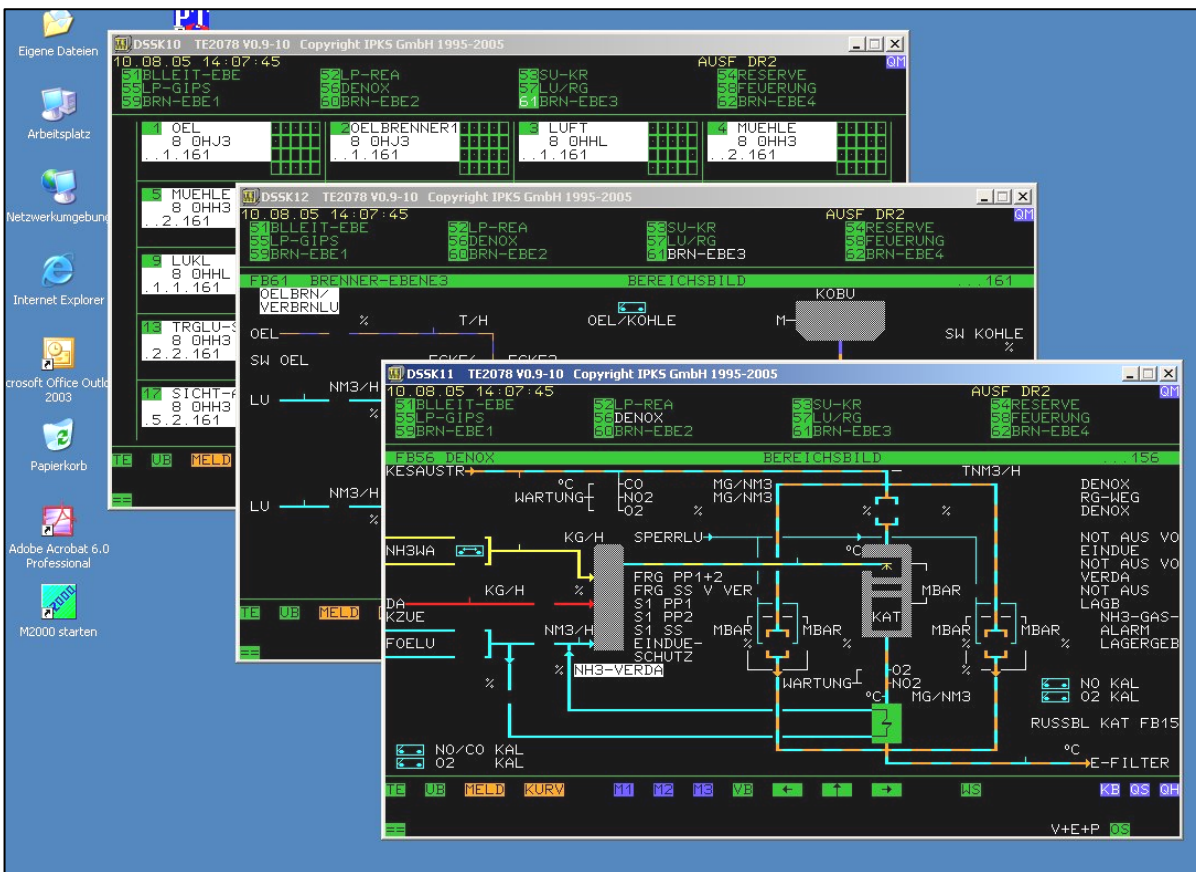 Eigene Dateien
Arbeitsplatz
Netzwerkumgebung
Internet Explorer
crosoft Office Outlo
2003
Papierkorb
Adobe Acrobat 6.0
Professional
M2000 starten
PT
DSSK10 TE2078 V0.9-10 Copyright IPKS GmbH 1995-2005
10.08.05 14:07:45 AUSF DR2 QM
51BLLEIT-EBE 52LP-REA 53SU-KR 54RESERVE
55LP-GIPS 56DENOX 57LU/RG 58FEUERUNG
59BRN-EBE1 60BRN-EBE2 61BRN-EBE3 62BRN-EBE4
1 OEL 2OELBRENNER1 3 LUFT 4 MUEHLE
8 OHJ3 8 OHJ3 8 OHHL 8 OHH3
..1.161 ..1.161 ..1.161 ..2.161
5 MUEHLE
8 OHH3
..2.161
9 LUKL
8 OHHL
.1.1.161
13 TRGLU-S
8 OHH3
.2.2.161
17 SICHT-A
8 OHH3
.5.2.161
TE UB MELD
==
DSSK12 TE2078 V0.9-10 Copyright IPKS GmbH 1995-2005
10.08.05 14:07:45 AUSF DR2 QM
51BLLEIT-EBE 52LP-REA 53SU-KR 54RESERVE
55LP-GIPS 56DENOX 57LU/RG 58FEUERUNG
59BRN-EBE1 60BRN-EBE2 61BRN-EBE3 62BRN-EBE4
FB61 BRENNER-EBENE3 BEREICHSBILD ...161
OELBRN/ KOBU
VERBRNLU
% T/H OEL/KOHLE M
OEL SW KOHLE
%
SW OEL
NM3/H
LU
%
NM3/H
LU
%
TE UB MELD
==
DSSK11 TE2078 V0.9-10 Copyright IPKS GmbH 1995-2005
10.08.05 14:07:45 AUSF DR2 QM
51BLLEIT-EBE 52LP-REA 53SU-KR 54RESERVE
55LP-GIPS 56DENOX 57LU/RG 58FEUERUNG
59BRN-EBE1 60BRN-EBE2 61BRN-EBE3 62BRN-EBE4
FB56 DENOX BEREICHSBILD ...156
KESAUSTR TNM3/H
°C CO MG/NM3 DENOX
WARTUNG NO2 MG/NM3 RG-WEG
O2 % % % DENOX
KG/H SPERRLU NOT AUS VO
NH3WA °C EINDUE
NOT AUS VO
FRG PP1+2 VERDA
KG/H % FRG SS V VER MBAR NOT AUS
DA S1 PP1 LAGB
KZUE S1 PP2 KAT NH3-GAS-
NM3/H S1 SS MBAR MBAR MBAR MBAR ALARM
FOELU EINDUE- % % % % LAGERGEB
SCHUTZ
% NH3-VERDA O2 %
% WARTUNG NO2 NO KAL
°C MG/NM3 O2 KAL
RUSSBL KAT FB15
NO/CO KAL °C
O2 KAL E-FILTER
TE UB MELD KURV M1 M2 M3 VB ← ↑ → WS KB QS QH
== V+E+P OS